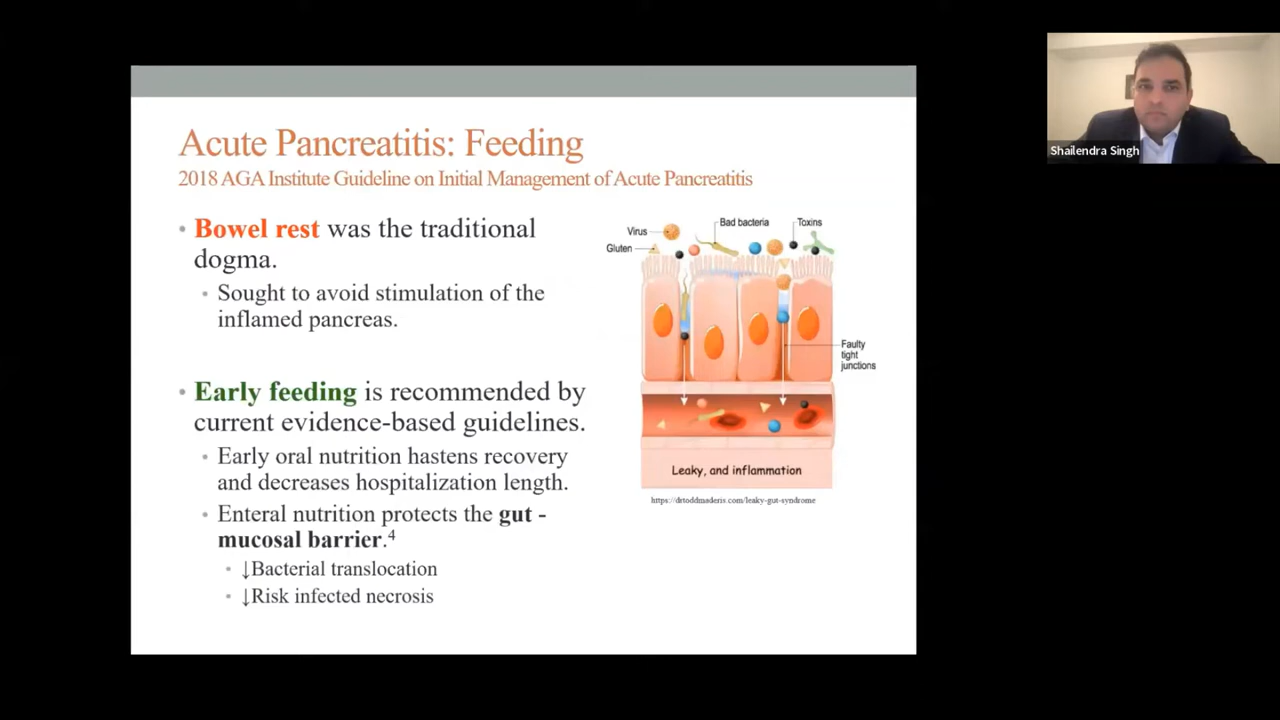 Acute Pancreatitis: Feeding
2018 AGA Institute Guideline on Initial Management of Acute Pancreatitis
• Bowel rest was the traditional
dogma.
• Sought to avoid stimulation of the
inflamed pancreas.
• Early feeding is recommended by
current evidence-based guidelines.
• Early oral nutrition hastens recovery
and decreases hospitalization length.
• Enteral nutrition protects the gut -
mucosal barrier.⁴
• ↓Bacterial translocation
• ↓Risk infected necrosis
Virus
Bad bacteria
Toxins
Gluten
Faulty
tight
junctions
Leaky, and inflammation
https://drtoddmaderis.com/leaky-gut-syndrome
Shailendra Singh